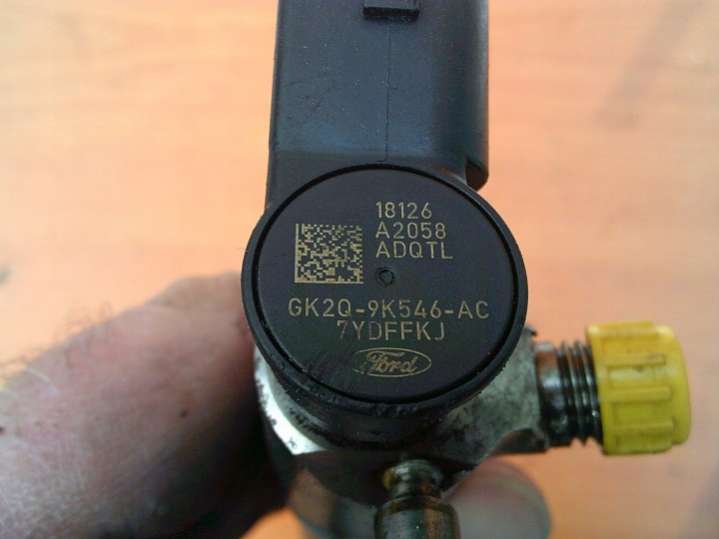 18126
A2058
ADQTL
GK2Q-9K546-AC
7YDFFKJ
Ford